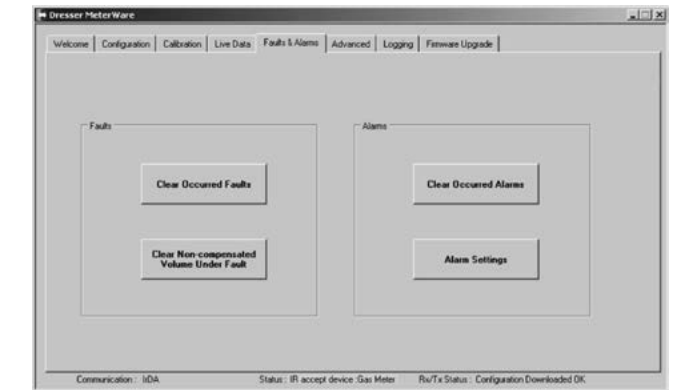 Dresser MeterWare
Welcome Configuration Calibration Live Data Faults & Alarms Advanced Logging Firmware Upgrade
Faults
Clear Occurred Faults
Clear Non-compensated
Volume Under Fault
Alarms
Clear Occurred Alarms
Alarm Settings
Communication : IrDA Status : IR accept device :Gas Meter Rx/Tx Status : Configuration Downloaded OK